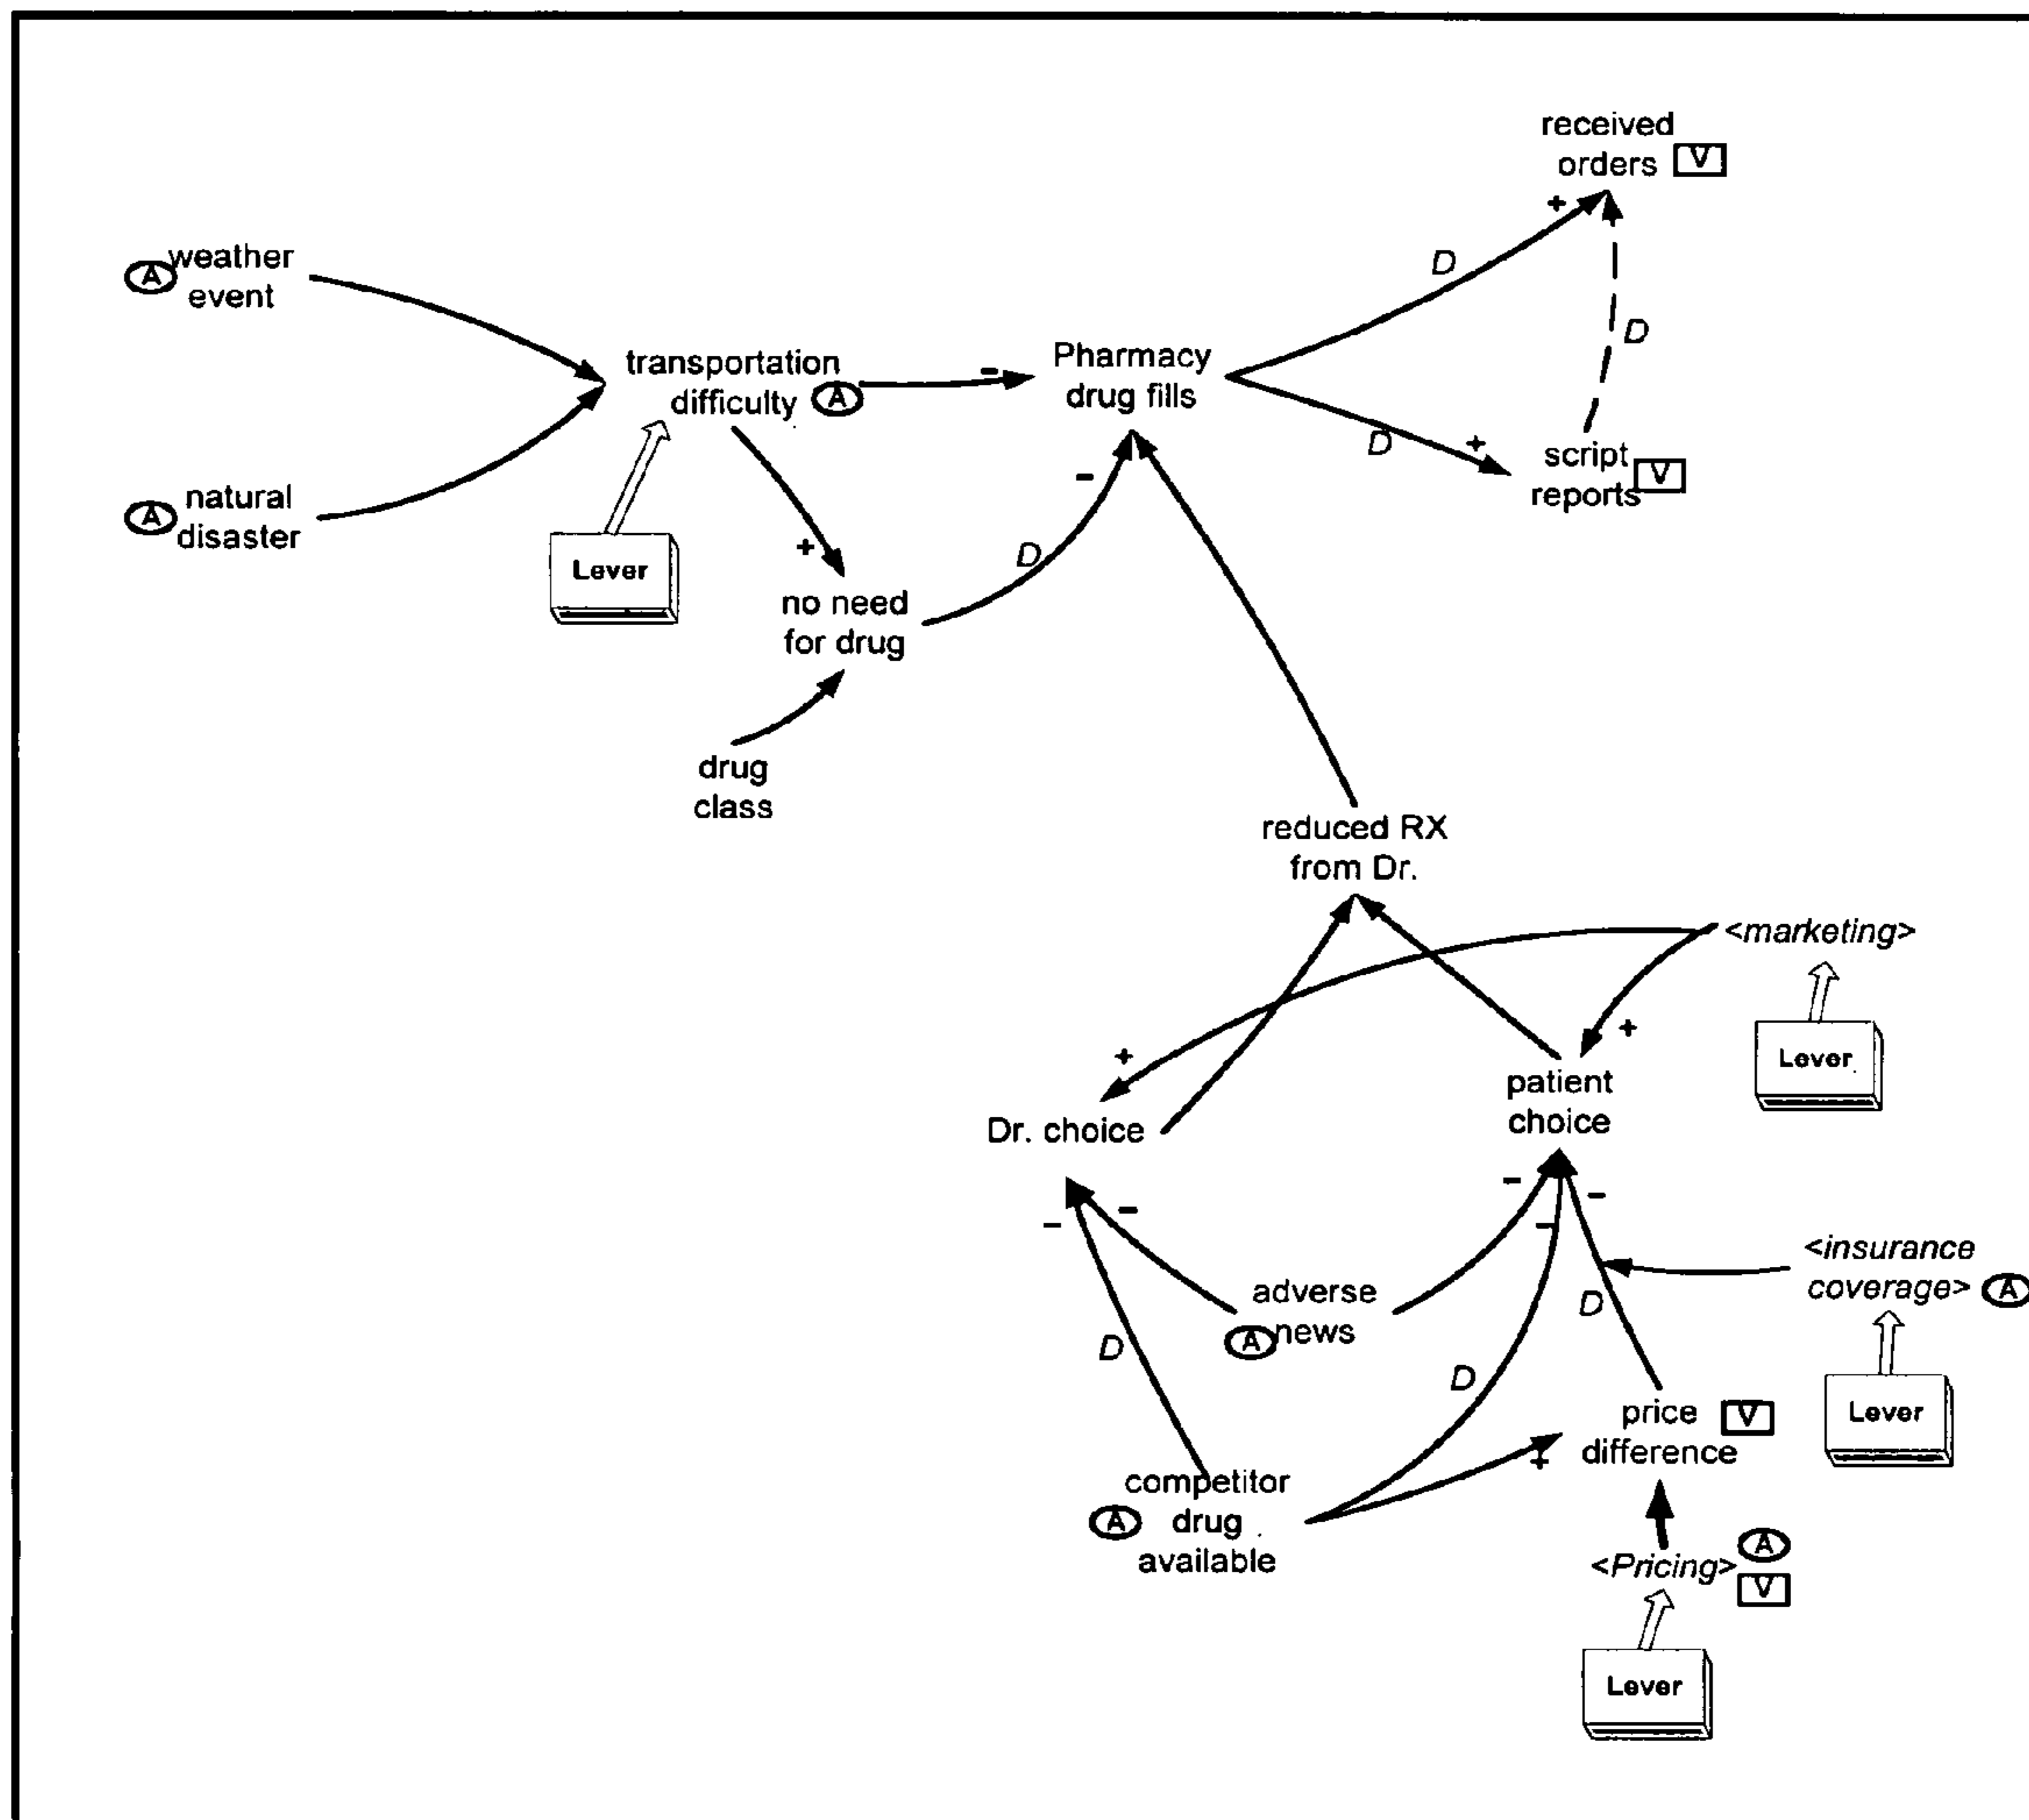 received
orders V
+
D
A weather
event
D
transportation
difficulty A
-
Pharmacy
drug fills
D
+
script
reports V
A natural
disaster
-
Lever
+
D
no need
for drug
drug
class
reduced RX
from Dr.
<marketing>
+
+
Lever
patient
choice
Dr. choice
-
-
-
-
-
<insurance
coverage> A
adverse
A news
D
D
D
price V
difference
Lever
+
competitor
A drug
available
<Pricing> A
V
Lever